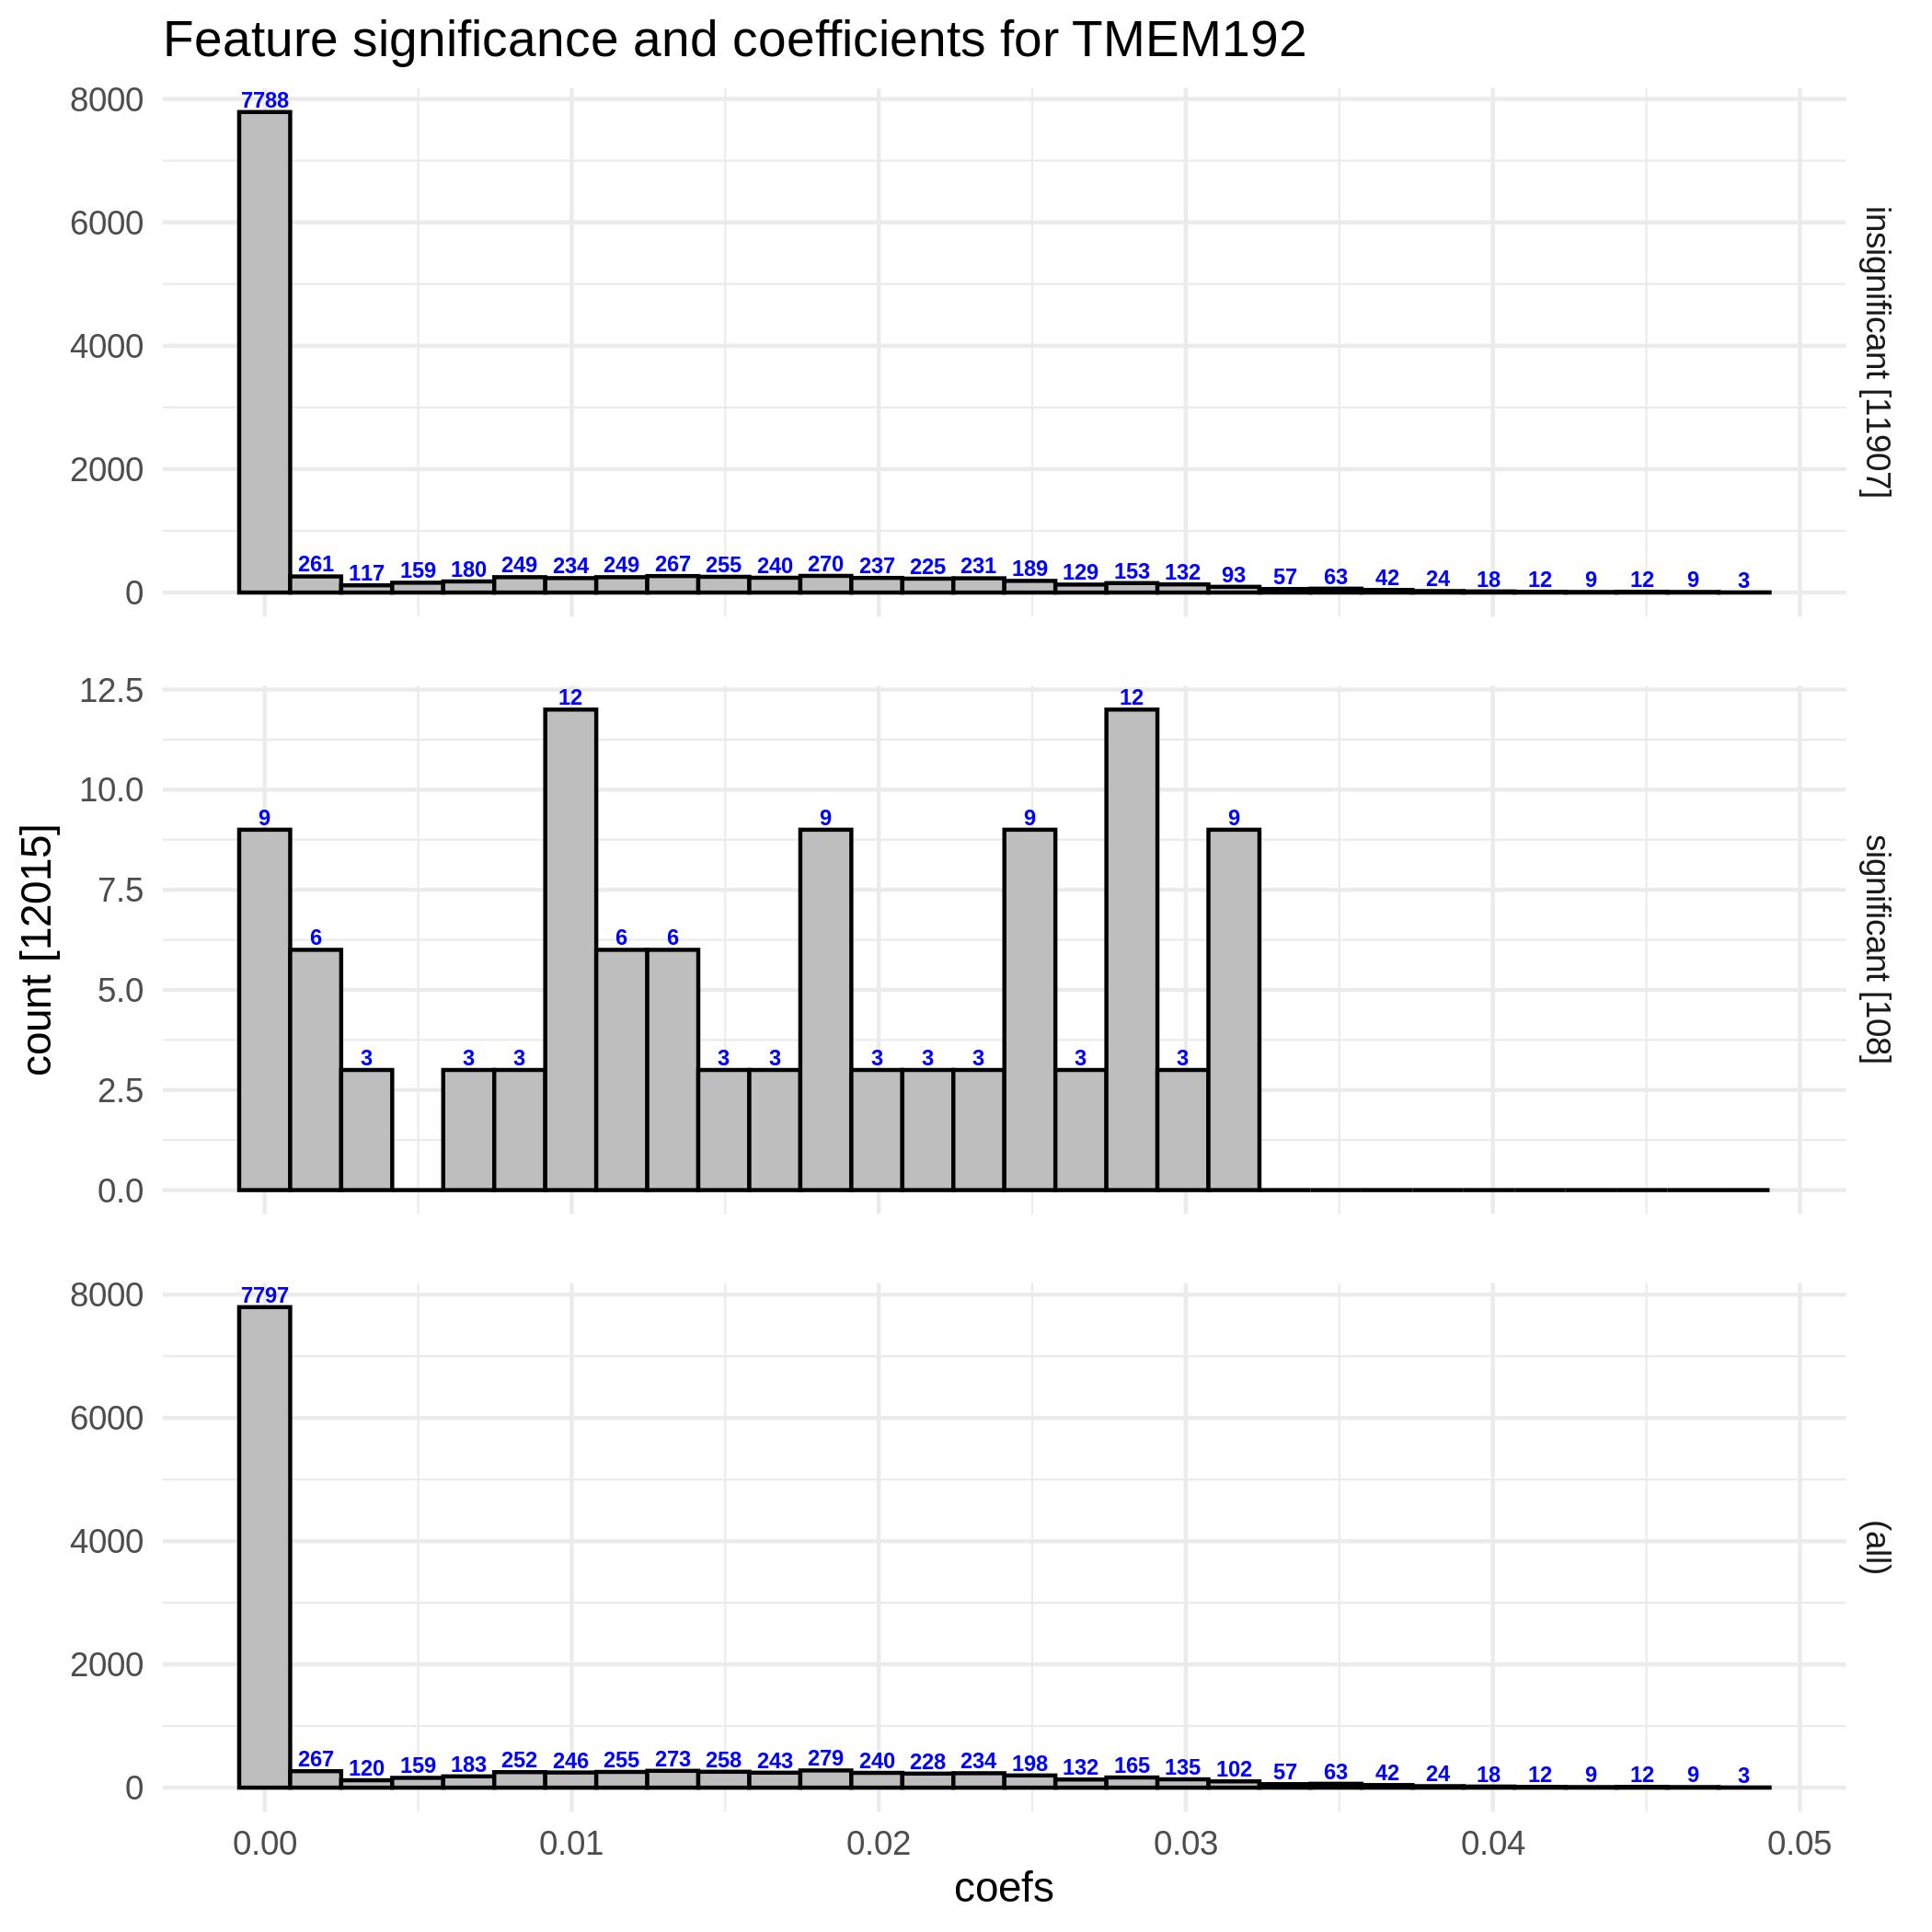 Feature significance and coefficients for TMEM192
8000
6000
4000
2000
0
7788
261 117 159 180 249 234 249 267 255 240 270 237 225 231 189 129 153 132 93 57 63 42 24 18 12 9 12 9 3
insignificant [11907]
count [12015]
12.5
10.0
7.5
5.0
2.5
0.0
9 6 3 3 3 12 6 6 3 3 9 3 3 3 9 3 12 3 9
significant [108]
8000
6000
4000
2000
0
7797
267 120 159 183 252 246 255 273 258 243 279 240 228 234 198 132 165 135 102 57 63 42 24 18 12 9 12 9 3
(all)
0.00 0.01 0.02 0.03 0.04 0.05
coefs